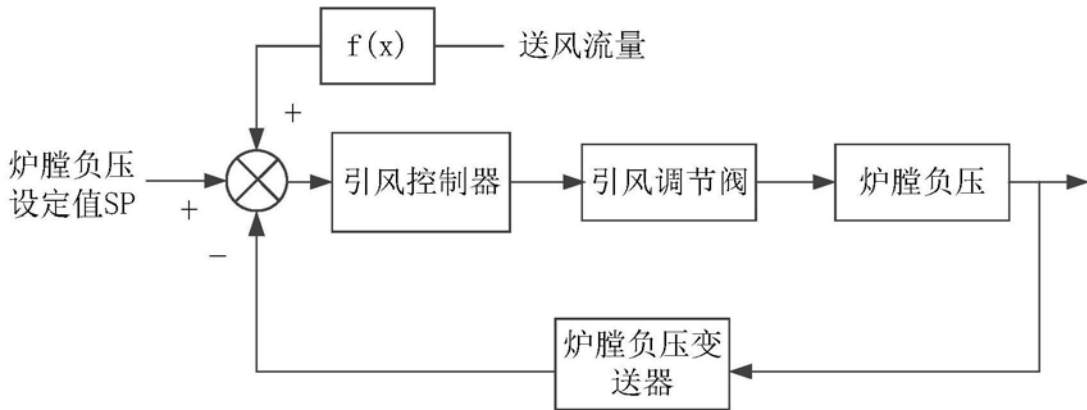 f(x)
送风流量
+
炉膛负压
设定值SP
+
−
引风控制器
引风调节阀
炉膛负压
炉膛负压变
送器